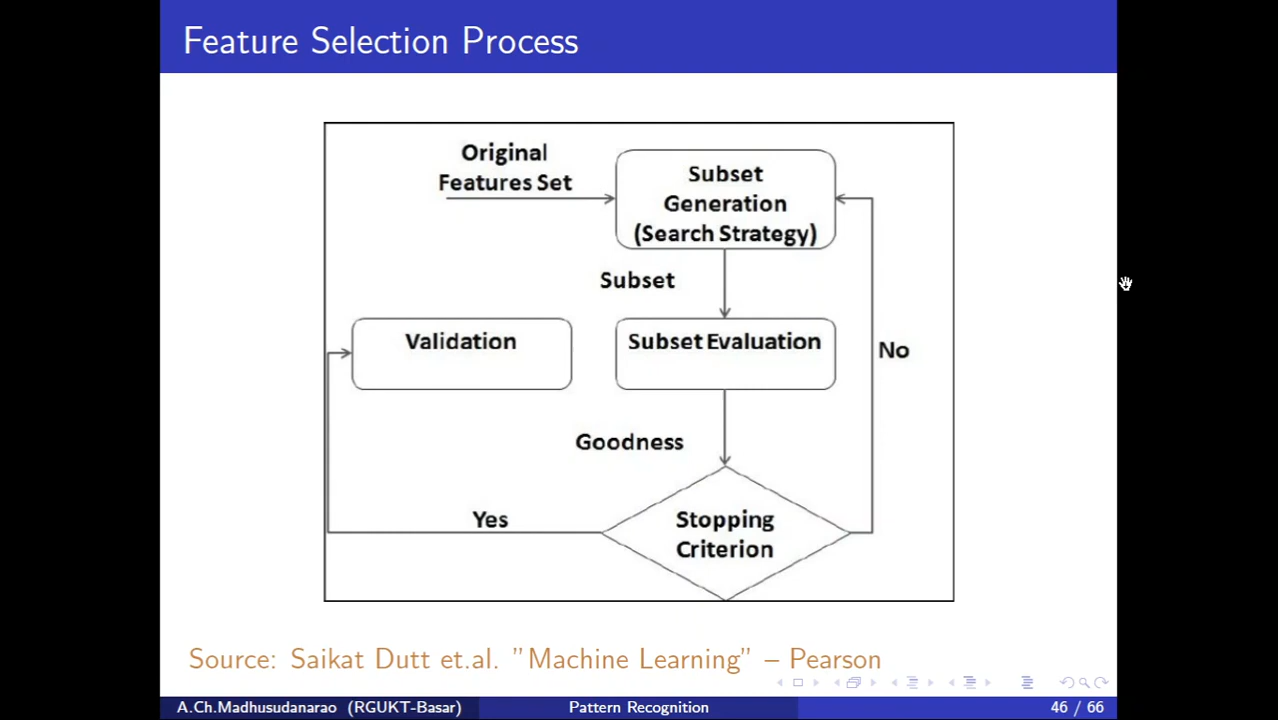 Feature Selection Process
Original
Features Set
Subset
Generation
(Search Strategy)
Subset
Validation
Subset Evaluation
No
Goodness
Yes
Stopping
Criterion
Source: Saikat Dutt et.al. "Machine Learning" – Pearson
A.Ch.Madhusudanarao (RGUKT-Basar)
Pattern Recognition
46 / 66